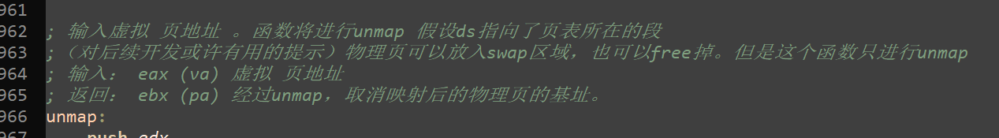 961
962 ; 输入虚拟 页地址 。函数将进行unmap 假设ds指向了页表所在的段
963 ;（对后续开发或许有用的提示）物理页可以放入swap区域，也可以free掉。但是这个函数只进行unmap
964 ; 输入： eax (va) 虚拟 页地址
965 ; 返回： ebx (pa) 经过unmap，取消映射后的物理页的基址。
966 unmap:
967 push edx